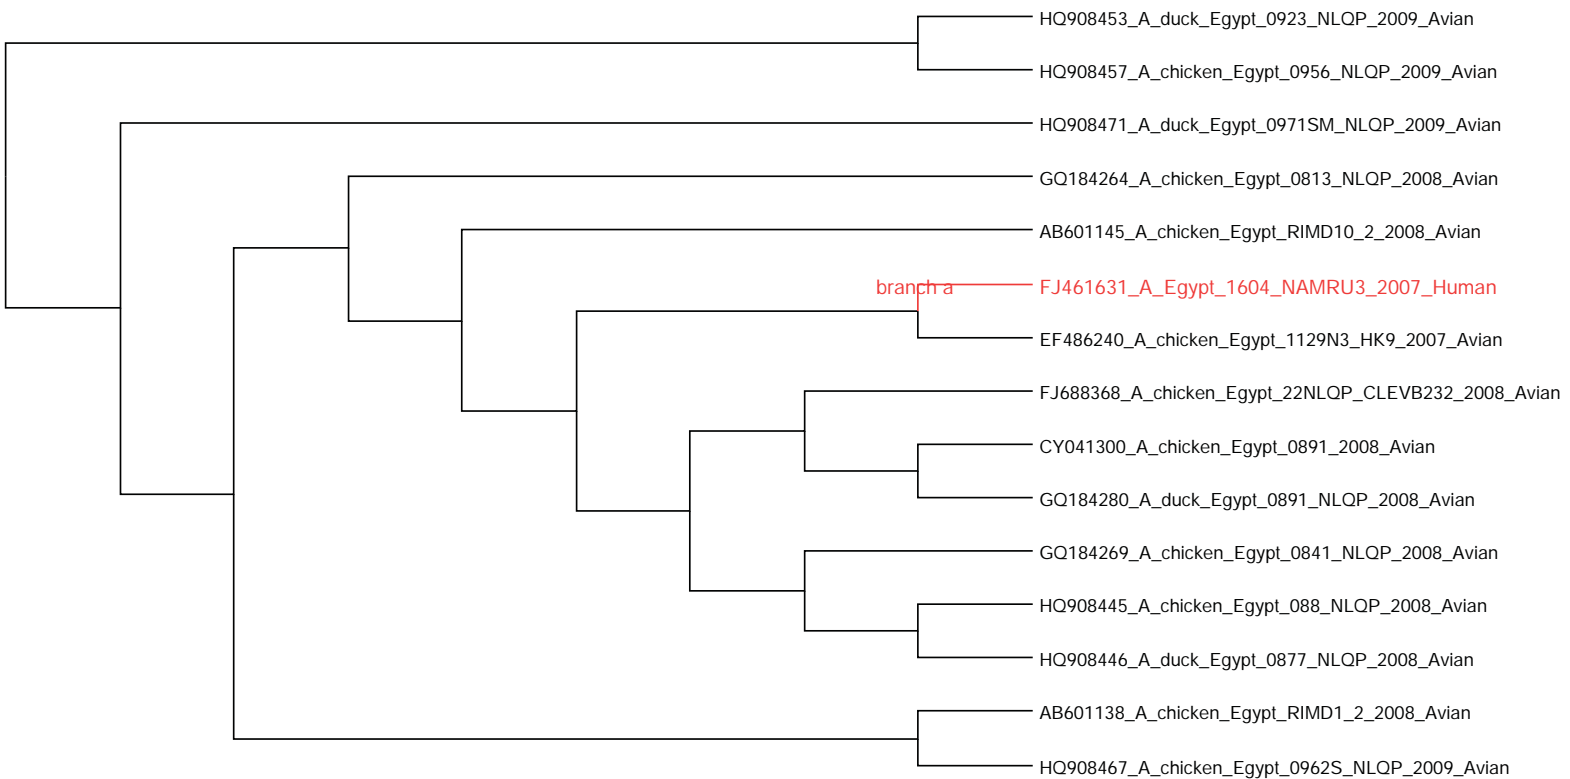 HQ908453_A_duck_Egypt_0923_NLQP_2009_Avian
HQ908457_A_chicken_Egypt_0956_NLQP_2009_Avian
HQ908471_A_duck_Egypt_0971SM_NLQP_2009_Avian
GQ184264_A_chicken_Egypt_0813_NLQP_2008_Avian
AB601145_A_chicken_Egypt_RIMD10_2_2008_Avian
branch a
FJ461631_A_Egypt_1604_NAMRU3_2007_Human
EF486240_A_chicken_Egypt_1129N3_HK9_2007_Avian
FJ688368_A_chicken_Egypt_22NLQP_CLEVB232_2008_Avian
CY041300_A_chicken_Egypt_0891_2008_Avian
GQ184280_A_duck_Egypt_0891_NLQP_2008_Avian
GQ184269_A_chicken_Egypt_0841_NLQP_2008_Avian
HQ908445_A_chicken_Egypt_088_NLQP_2008_Avian
HQ908446_A_duck_Egypt_0877_NLQP_2008_Avian
AB601138_A_chicken_Egypt_RIMD1_2_2008_Avian
HQ908467_A_chicken_Egypt_0962S_NLQP_2009_Avian